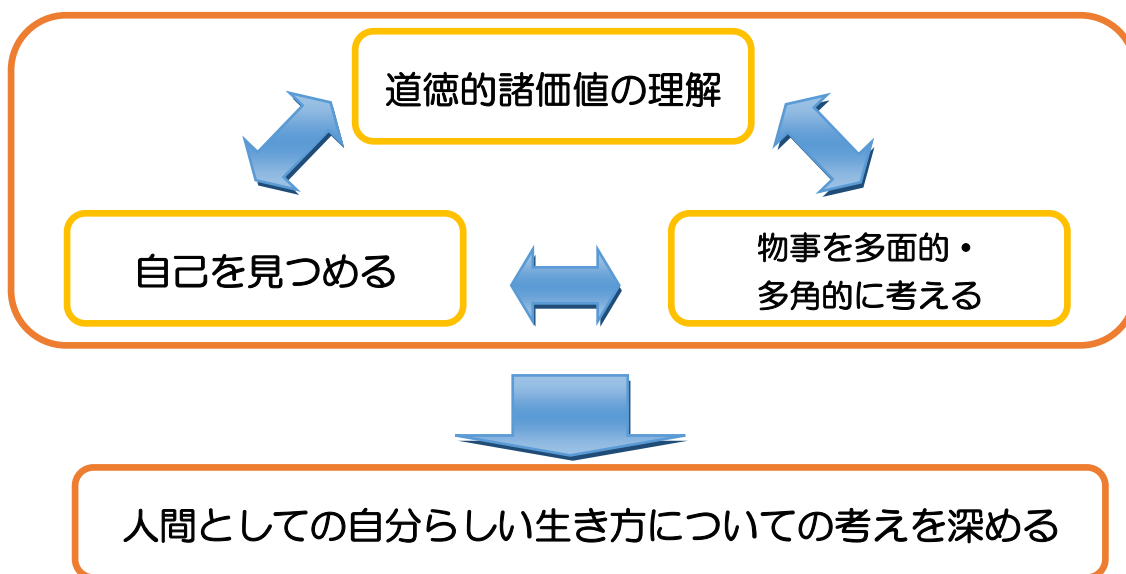 道徳的諸価値の理解
自己を見つめる
物事を多面的・
多角的に考える
人間としての自分らしい生き方についての考えを深める